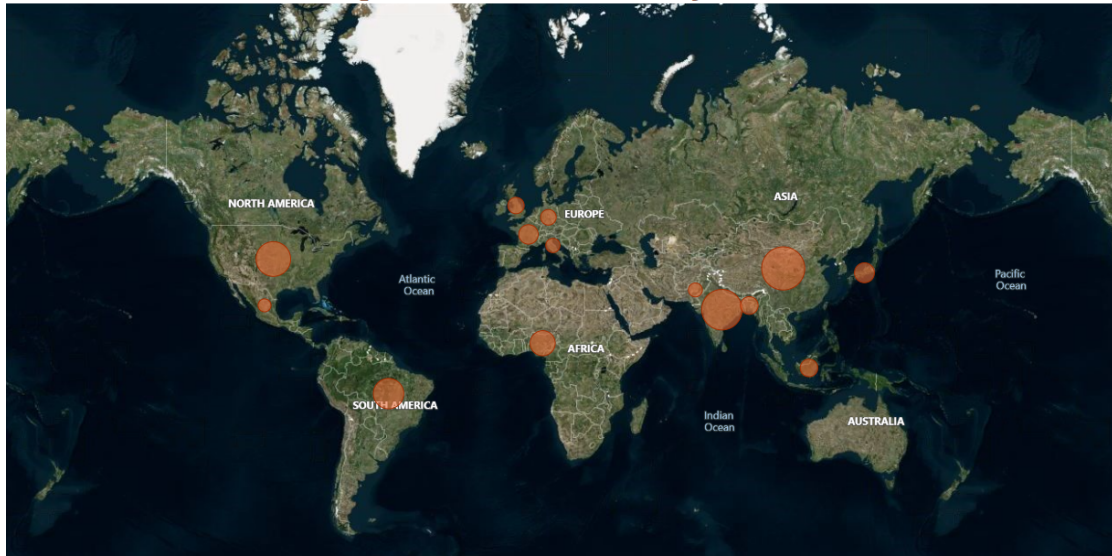 NORTH AMERICA
EUROPE
ASIA
Atlantic
Ocean
Pacific
Ocean
AFRICA
SOUTH AMERICA
Indian
Ocean
AUSTRALIA